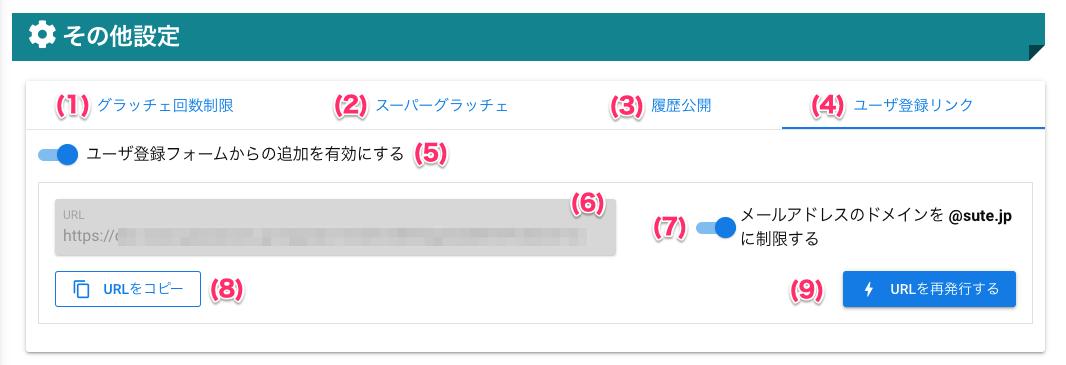 その他設定
(1) グラッチェ回数制限 (2) スーパーグラッチェ (3) 履歴公開 (4) ユーザ登録リンク
ユーザ登録フォームからの追加を有効にする (5)
(6)
URL
https://
(7) メールアドレスのドメインを @sute.jp
に制限する
URLをコピー (8) (9) URLを再発行する